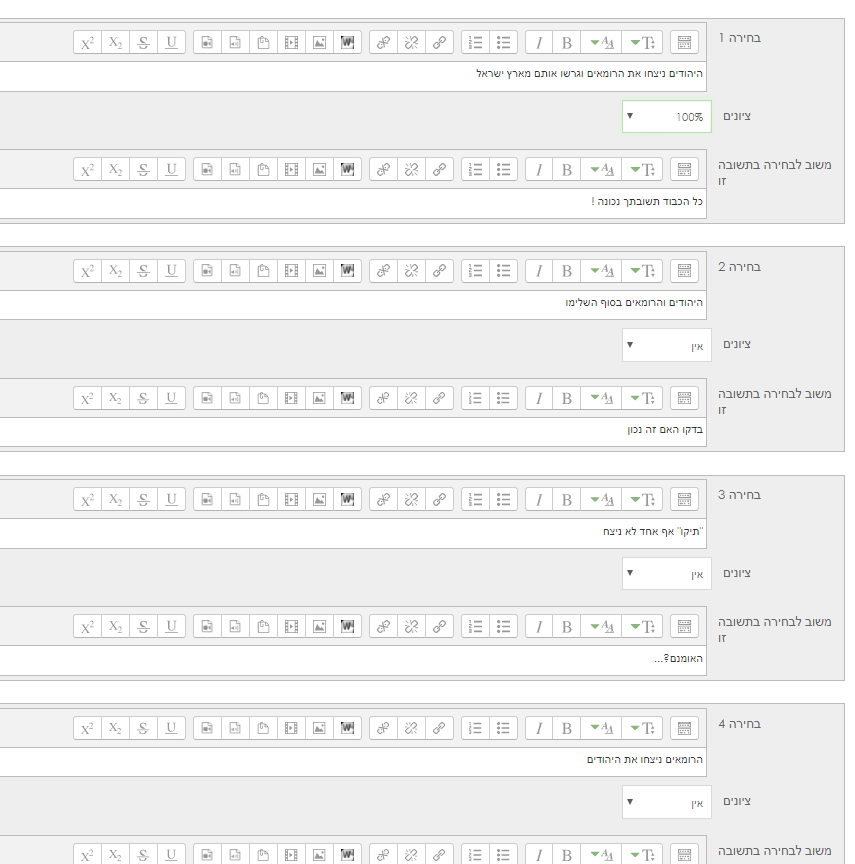 בחירה 1
היהודים ניצחו את הרומאים וגרשו אותם מארץ ישראל
ציונים
100%
משוב לבחירה בתשובה
זו
כל הכבוד תשובתך נכונה !
בחירה 2
היהודים והרומאים בסוף השלימו
ציונים
אין
משוב לבחירה בתשובה
זו
בדקו האם זה נכון
בחירה 3
"תיקו" אף אחד לא ניצח
ציונים
אין
משוב לבחירה בתשובה
זו
האומנם?...
בחירה 4
הרומאים ניצחו את היהודים
ציונים
אין
משוב לבחירה בתשובה